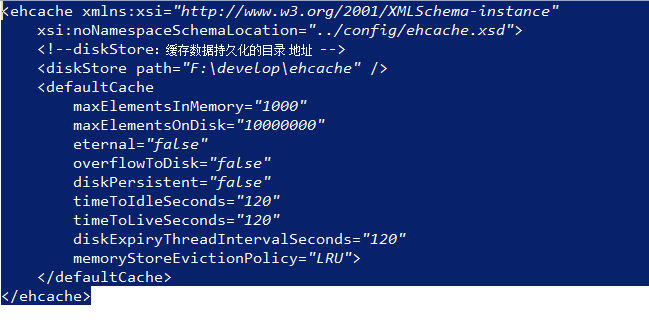 <ehcache xmlns:xsi="http://www.w3.org/2001/XMLSchema-instance"
xsi:noNamespaceSchemaLocation="../config/ehcache.xsd">
<!--diskStore：缓存数据持久化的目录 地址 -->
<diskStore path="F:\develop\ehcache" />
<defaultCache
maxElementsInMemory="1000"
maxElementsOnDisk="10000000"
eternal="false"
overflowToDisk="false"
diskPersistent="false"
timeToIdleSeconds="120"
timeToLiveSeconds="120"
diskExpiryThreadIntervalSeconds="120"
memoryStoreEvictionPolicy="LRU">
</defaultCache>
</ehcache>